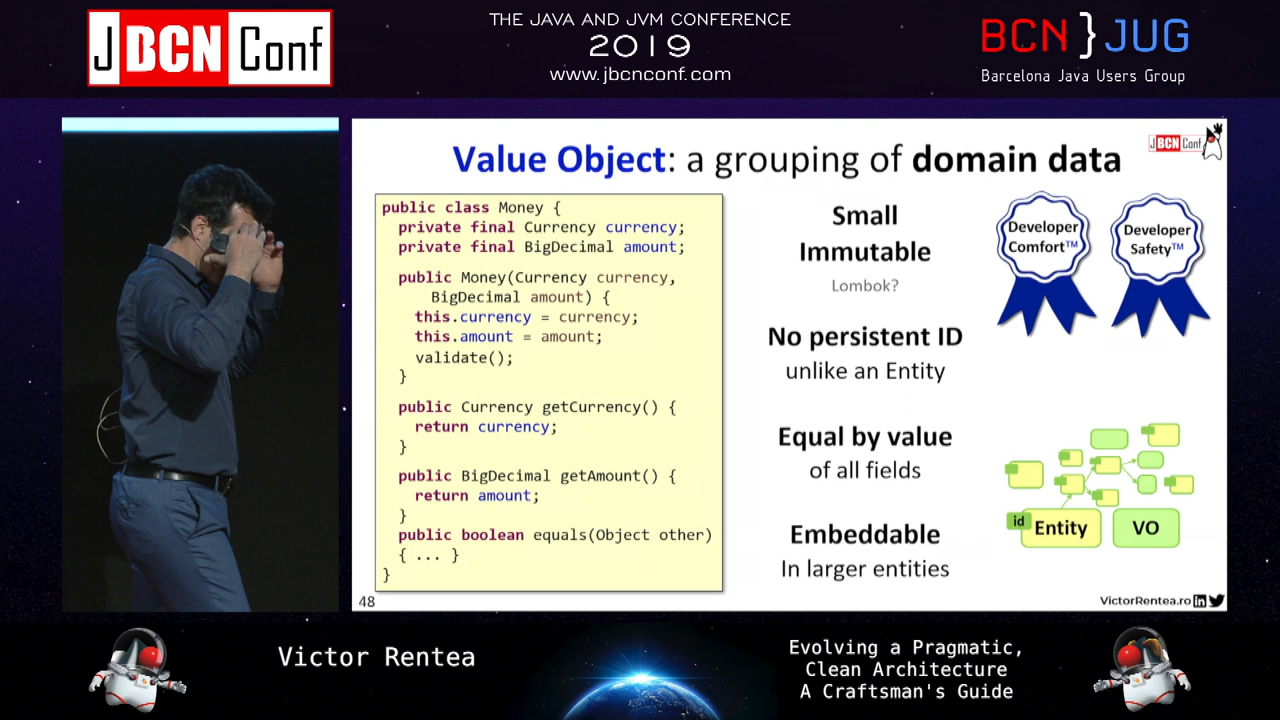 JBCNConf
THE JAVA AND JVM CONFERENCE
2019
www.jbcnconf.com
BCN}JUG
Barcelona Java Users Group
Value Object: a grouping of domain data
JBCNConf
public class Money {
private final Currency currency;
private final BigDecimal amount;
public Money(Currency currency,
BigDecimal amount) {
this.currency = currency;
this.amount = amount;
validate();
}
public Currency getCurrency() {
return currency;
}
public BigDecimal getAmount() {
return amount;
}
public boolean equals(Object other)
{ ... }
}
Small
Immutable
Lombok?
No persistent ID
unlike an Entity
Equal by value
of all fields
Embeddable
In larger entities
Developer
Comfort™
Developer
Safety™
id
Entity
VO
48
VictorRentea.ro in
Victor Rentea
Evolving a Pragmatic,
Clean Architecture
A Craftsman's Guide